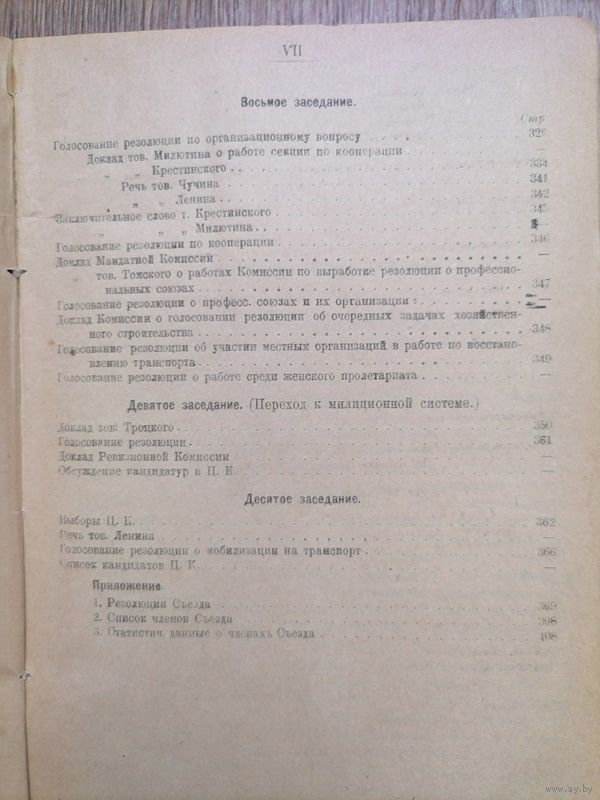 VII
Восьмое заседание.
Стр.
Голосование резолюции по организационному вопросу . . . . . 328
Доклад тов. Милютина о работе секции по кооперации . . . . —
„ „ Крестинского . . . . 334
Речь тов. Чучина . . . . 341
„ „ Ленина . . . . 342
Заключительное слово т. Крестинского . . . . 345
„ „ „ Милютина . . . .
Голосование резолюции по кооперации . . . . 346
Доклад Мандатной Комиссии . . . . —
„ тов. Томского о работах Комиссии по выработке резолюции о профессио-
нальных союзах . . . . 347
Голосование резолюции о професс. союзах и их организации . . . . —
Доклад Комиссии о голосовании резолюции об очередных задачах хозяйствен-
ного строительства . . . . 348
Голосование резолюции об участии местных организаций в работе по восстано-
влению транспорта . . . . 349
Голосование резолюции о работе среди женского пролетариата . . . . —
Девятое заседание. (Переход к милиционной системе.)
Доклад тов. Троцкого . . . . 350
Голосование резолюции . . . . 361
Доклад Ревизионной Комиссии . . . . —
Обсуждение кандидатур в Ц. К. . . . . —
Десятое заседание.
Выборы Ц. К. . . . . 362
Речь тов. Ленина . . . . —
Голосование резолюции о мобилизации на транспорт . . . . 366
Список кандидатов Ц. К. . . . . —
Приложение
1. Резолюции Съезда . . . . 369
2. Список членов Съезда . . . . 398
3. Статистич. данные о членахъ Съезда . . . . 408
www.ay.by